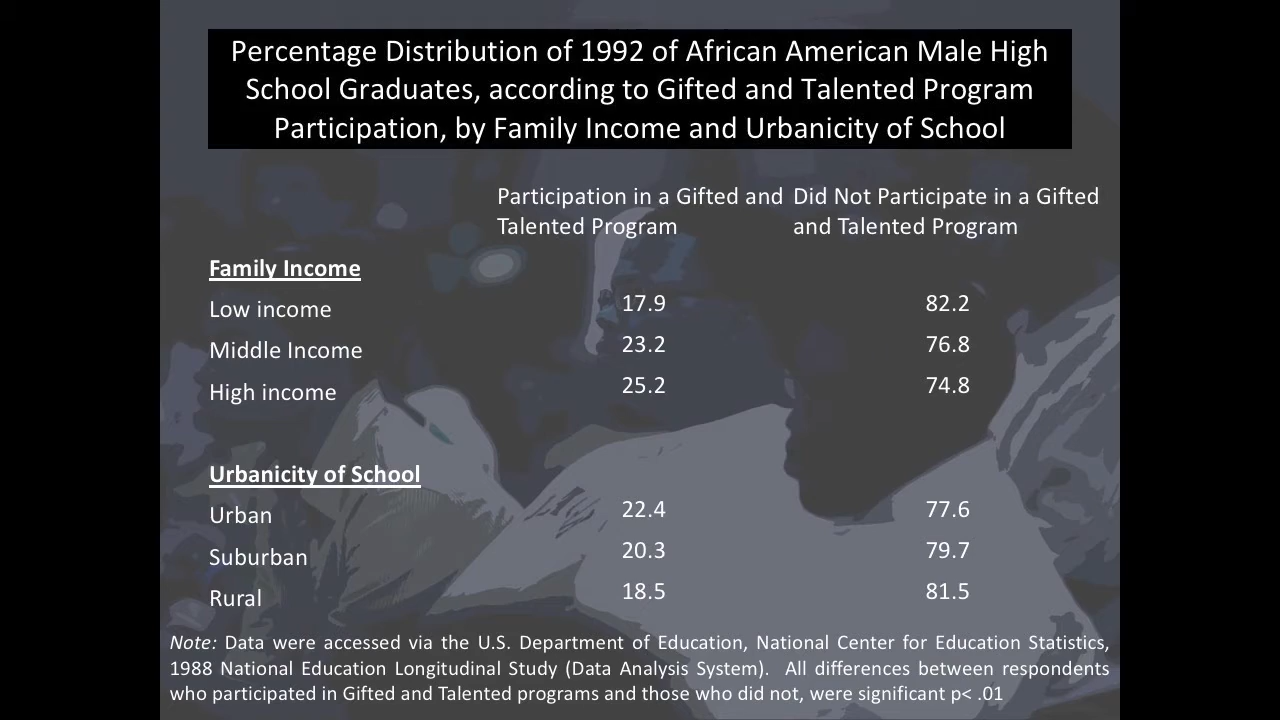 Percentage Distribution of 1992 of African American Male High
School Graduates, according to Gifted and Talented Program
Participation, by Family Income and Urbanicity of School
Participation in a Gifted and Did Not Participate in a Gifted
Talented Program and Talented Program
Family Income
Low income 17.9 82.2
Middle Income 23.2 76.8
High income 25.2 74.8
Urbanicity of School
Urban 22.4 77.6
Suburban 20.3 79.7
Rural 18.5 81.5
Note: Data were accessed via the U.S. Department of Education, National Center for Education Statistics,
1988 National Education Longitudinal Study (Data Analysis System). All differences between respondents
who participated in Gifted and Talented programs and those who did not, were significant p< .01